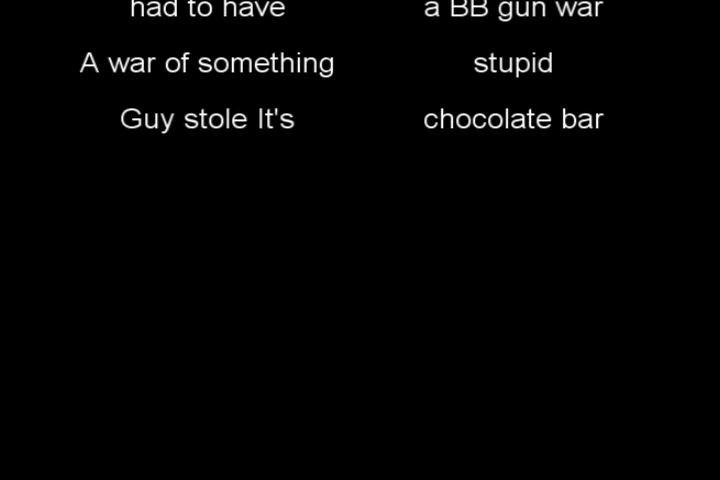 had to have a BB gun war
A war of something stupid
Guy stole It's chocolate bar